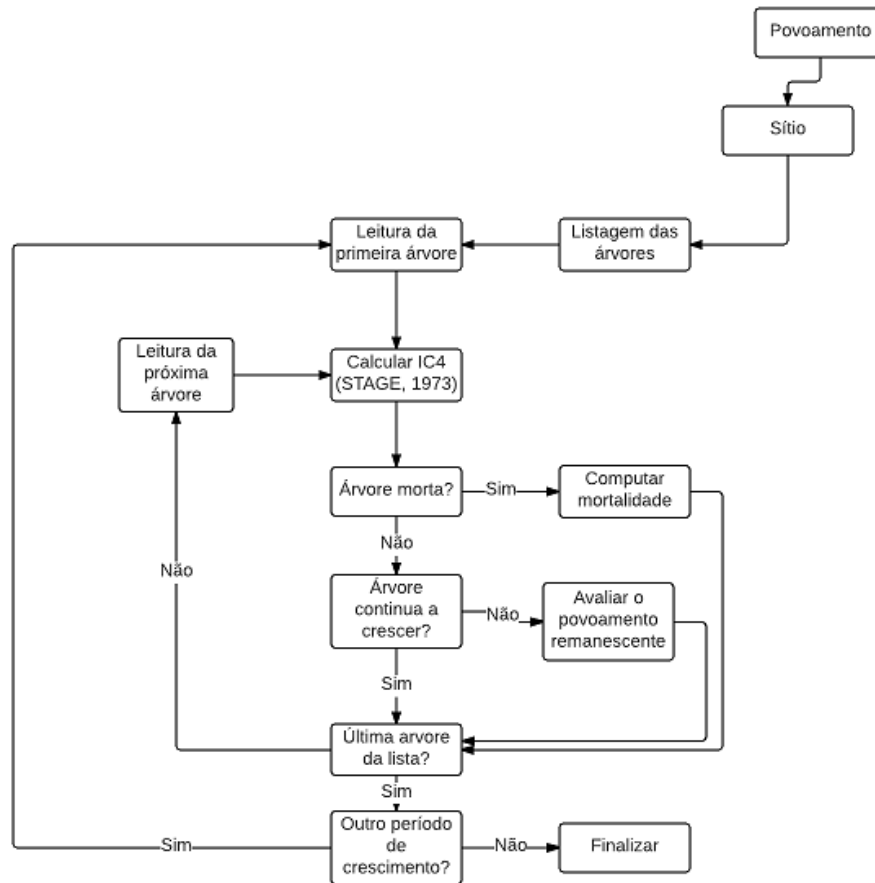 Povoamento
Sítio
Listagem das
árvores
Leitura da
primeira árvore
Leitura da
próxima
árvore
Calcular IC4
(STAGE, 1973)
Árvore morta?
Sim
Computar
mortalidade
Não
Árvore
continua a
crescer?
Não
Avaliar o
povoamento
remanescente
Sim
Não
Última arvore
da lista?
Sim
Outro período
de
crescimento?
Sim
Não
Finalizar